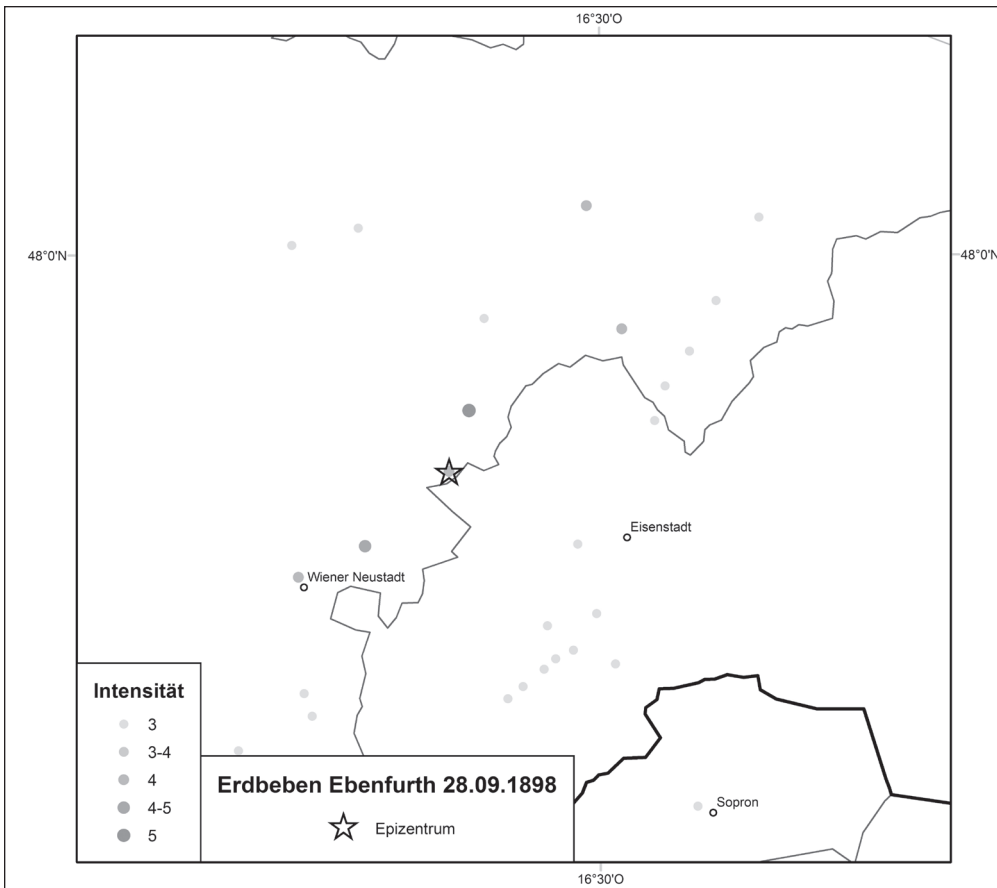 16°30'O
48°0'N
48°0'N
Eisenstadt
Wiener Neustadt
Intensität
3
3-4
4
4-5
5
Erdbeben Ebenfurth 28.09.1898
Epizentrum
Sopron
16°30'O